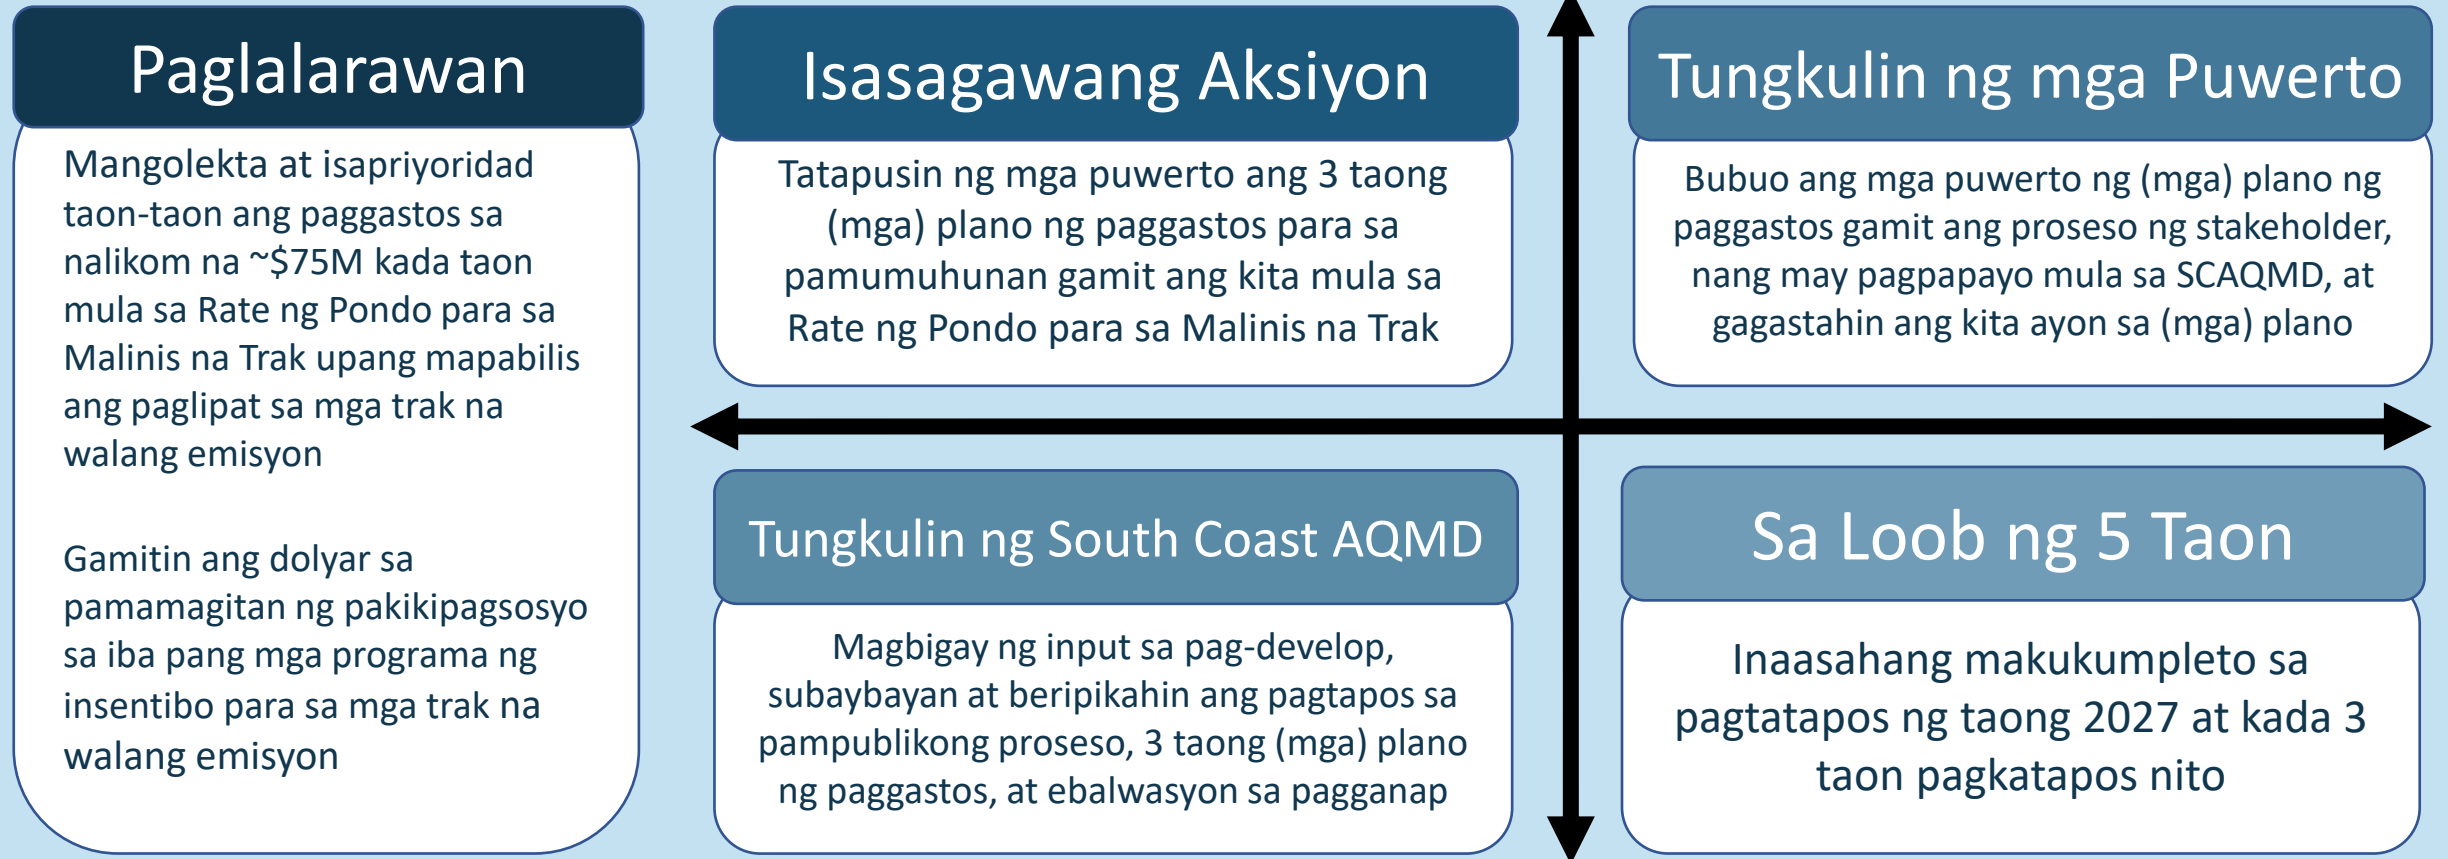 Paglalarawan
Mangolekta at isapriyoridad
taon-taon ang paggastos sa
nalikom na ~$75M kada taon
mula sa Rate ng Pondo para sa
Malinis na Trak upang mapabilis
ang paglipat sa mga trak na
walang emisyon
Gamitin ang dolyar sa
pamamagitan ng pakikipagsosyo
sa iba pang mga programa ng
insentibo para sa mga trak na
walang emisyon
Isasagawang Aksiyon
Tatapusin ng mga puwerto ang 3 taong
(mga) plano ng paggastos para sa
pamumuhunan gamit ang kita mula sa
Rate ng Pondo para sa Malinis na Trak
Tungkulin ng mga Puwerto
Bubuo ang mga puwerto ng (mga) plano ng
paggastos gamit ang proseso ng stakeholder,
nang may pagpapayo mula sa SCAQMD, at
gagastahin ang kita ayon sa (mga) plano
Tungkulin ng South Coast AQMD
Magbigay ng input sa pag-develop,
subaybayan at beripikahin ang pagtapos sa
pampublikong proseso, 3 taong (mga) plano
ng paggastos, at ebalwasyon sa pagganap
Sa Loob ng 5 Taon
Inaasahang makukumpleto sa
pagtatapos ng taong 2027 at kada 3
taon pagkatapos nito